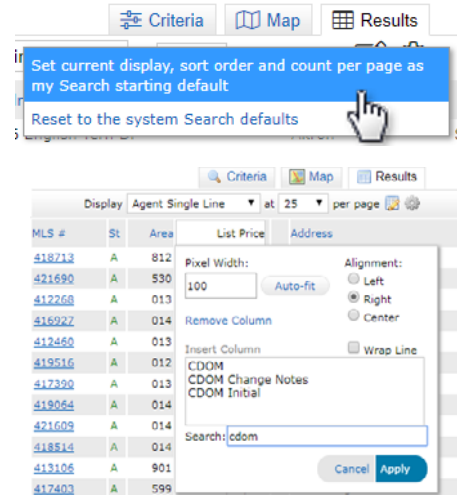 Criteria Map Results
Set current display, sort order and count per page as
my Search starting default
Reset to the system Search defaults
Criteria Map Results
Display Agent Single Line at 25 per page
MLS # St Area List Price Address
418713 A 812
421690 A 530
412268 A 013
416927 A 014
412460 A 013
419516 A 012
417390 A 013
419064 A 014
421609 A 014
418514 A 014
413106 A 901
417403 A 599
Pixel Width: Alignment:
100 Auto-fit Left
Right
Remove Column Center
Insert Column Wrap Line
CDOM
CDOM Change Notes
CDOM Initial
Search: cdom
Cancel Apply